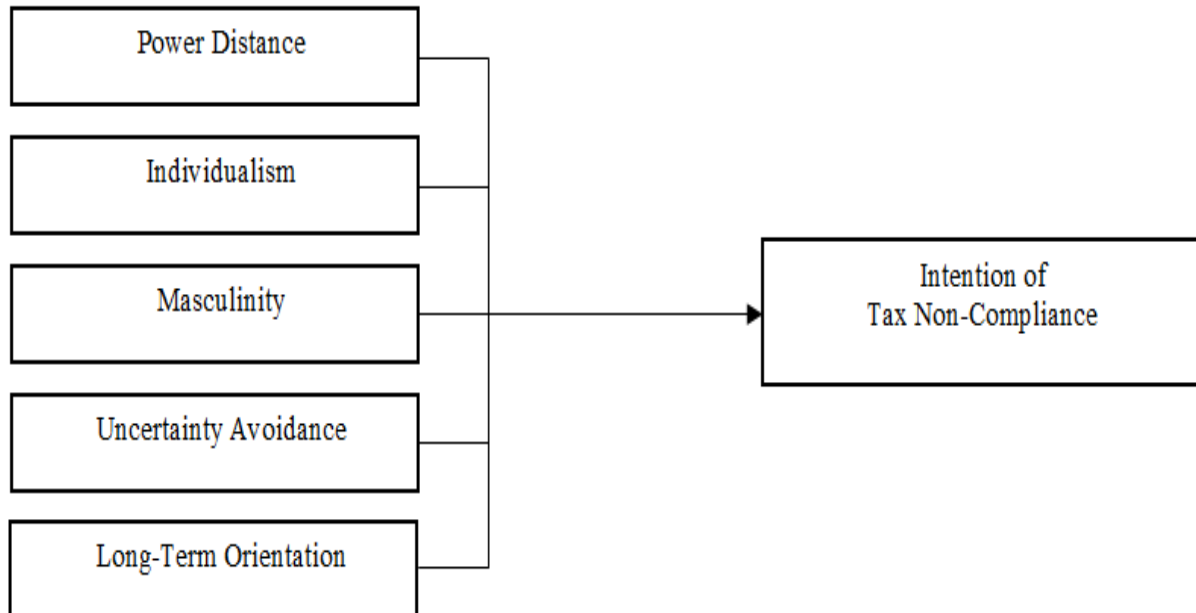 Power Distance
Individualism
Masculinity
Uncertainty Avoidance
Long-Term Orientation
Intention of
Tax Non-Compliance